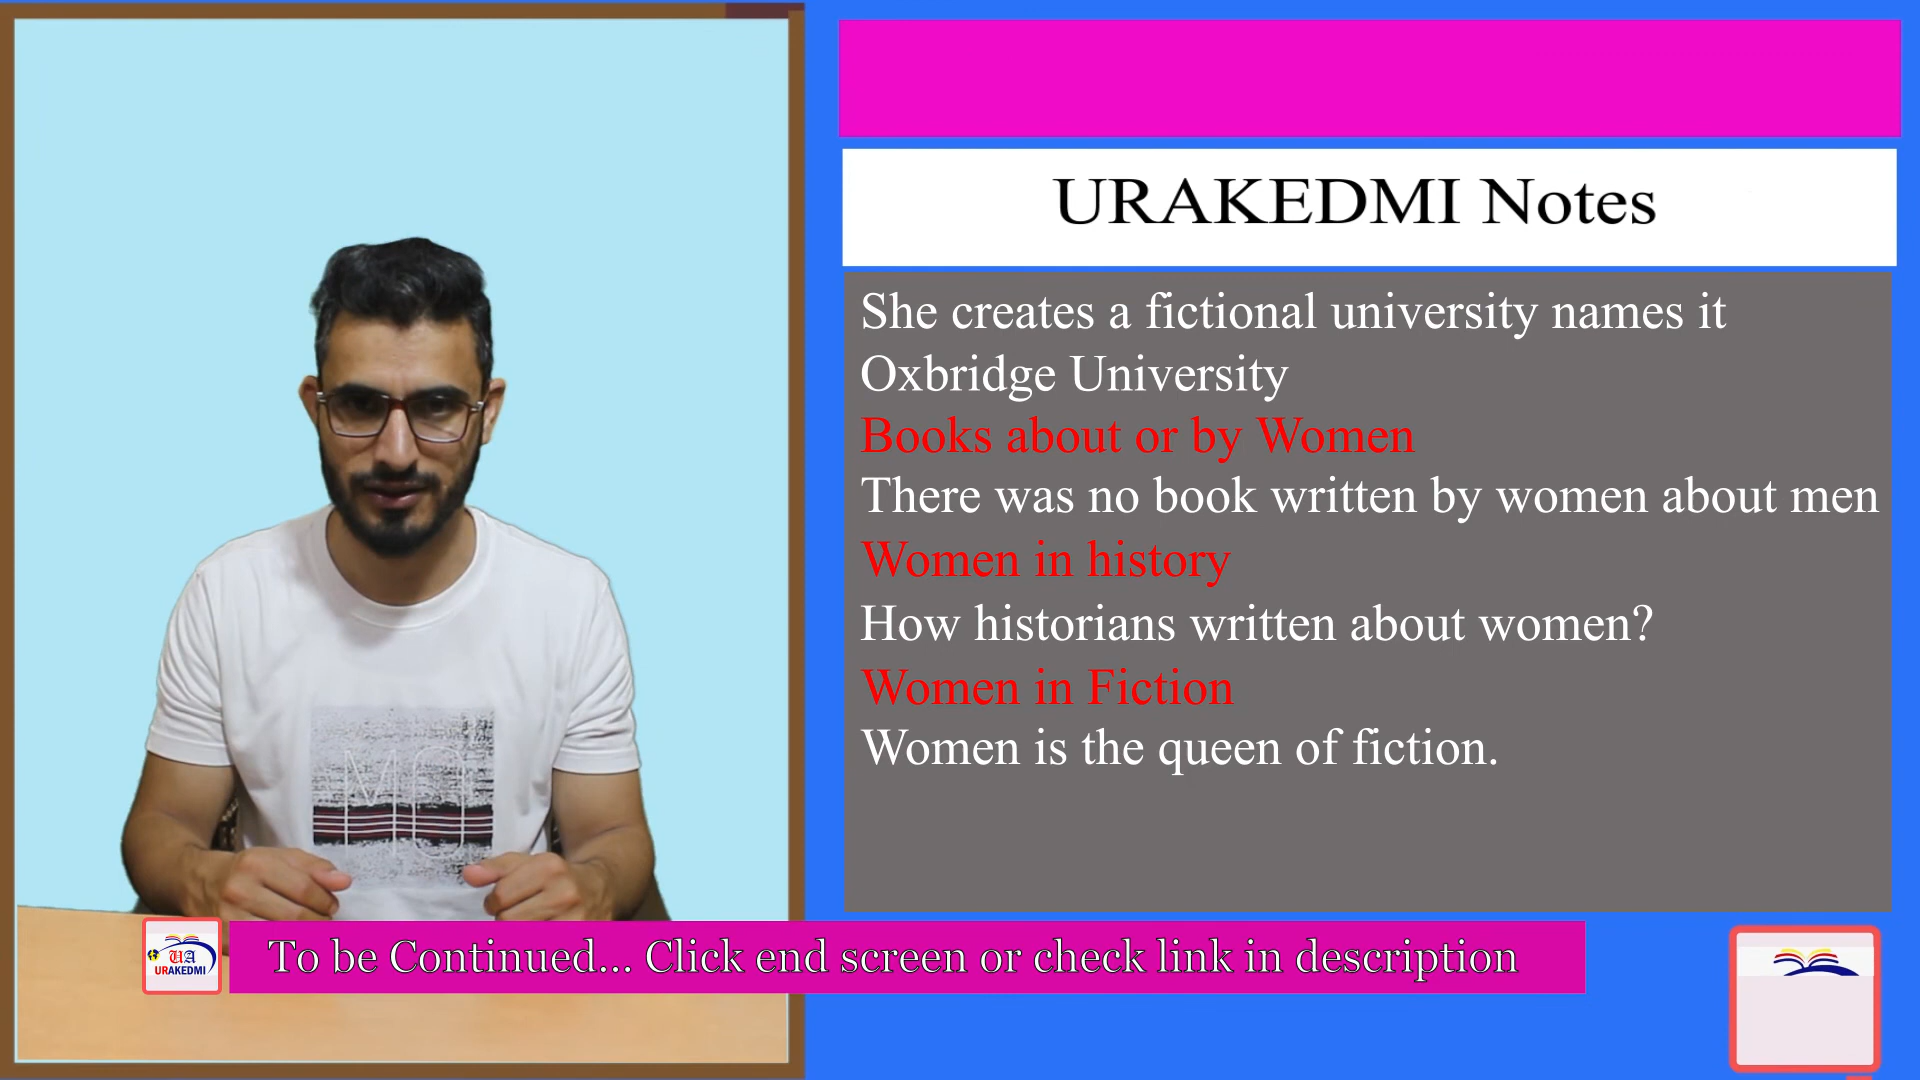 URAKEDMI Notes
She creates a fictional university names it
Oxbridge University
Books about or by Women
There was no book written by women about men
Women in history
How historians written about women?
Women in Fiction
Women is the queen of fiction.
MO
UA
URAKEDMI
To be Continued... Click end screen or check link in description